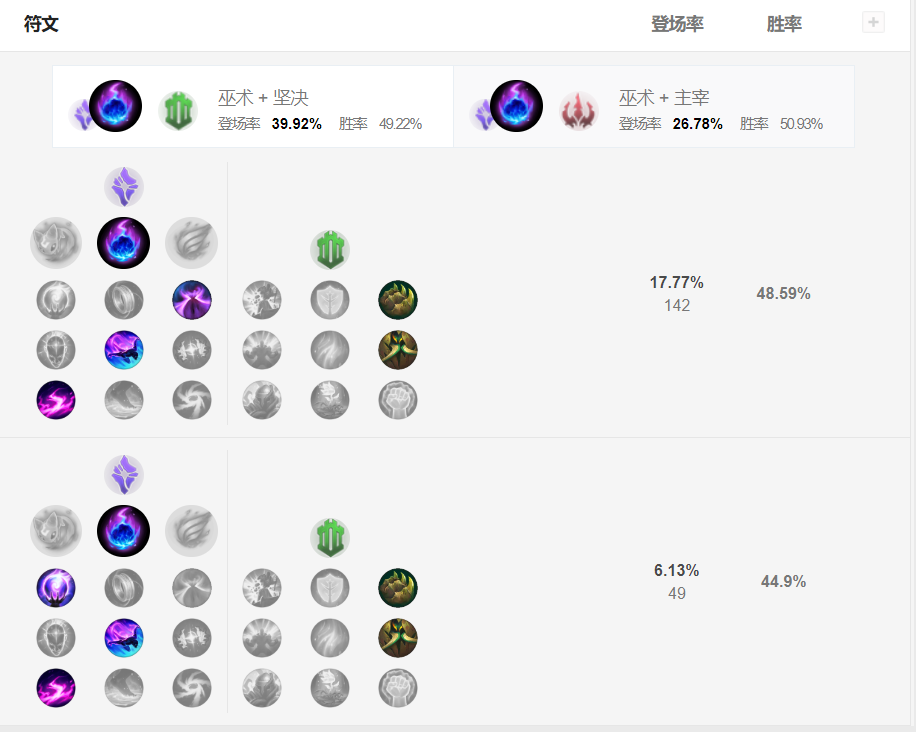 符文 登场率 胜率
巫术 + 坚决
登场率 39.92% 胜率 49.22%
巫术 + 主宰
登场率 26.78% 胜率 50.93%
17.77%
142
48.59%
6.13%
49
44.9%